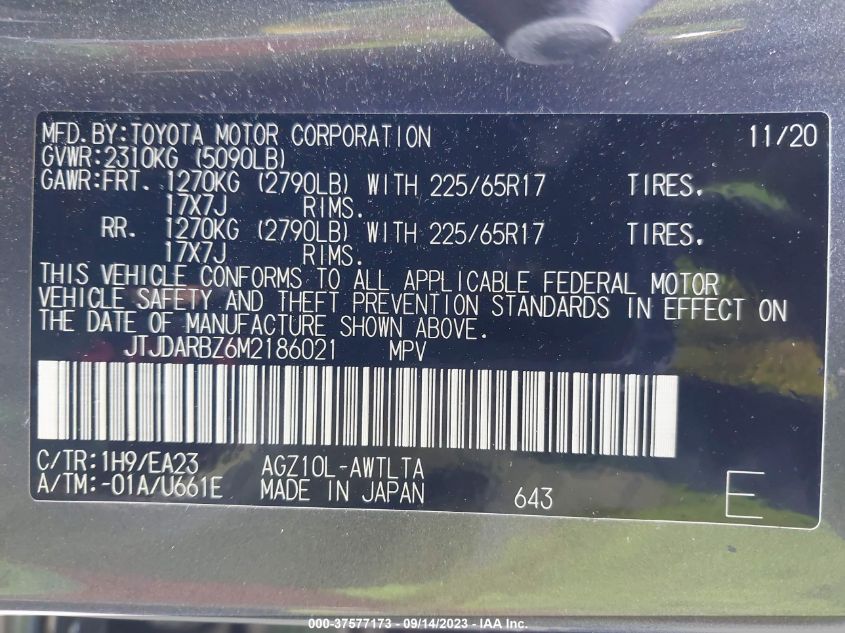 MFD.BY:TOYOTA MOTOR CORPORATION 11/20
GVWR:2310KG (5090LB)
GAWR:FRT. 1270KG (2790LB) WITH 225/65R17 TIRES.
17X7J RIMS.
RR. 1270KG (2790LB) WITH 225/65R17 TIRES.
17X7J RIMS.
THIS VEHICLE CONFORMS TO ALL APPLICABLE FEDERAL MOTOR
VEHICLE SAFETY AND THEFT PREVENTION STANDARDS IN EFFECT ON
THE DATE OF MANUFACTURE SHOWN ABOVE.
JTJDARBZ6M2186021 MPV
C/TR:1H9/EA23 AGZ10L-AWTLTA
A/TM:-01A/U661E MADE IN JAPAN 643 E
000-37577173 - 09/14/2023 - IAA Inc.